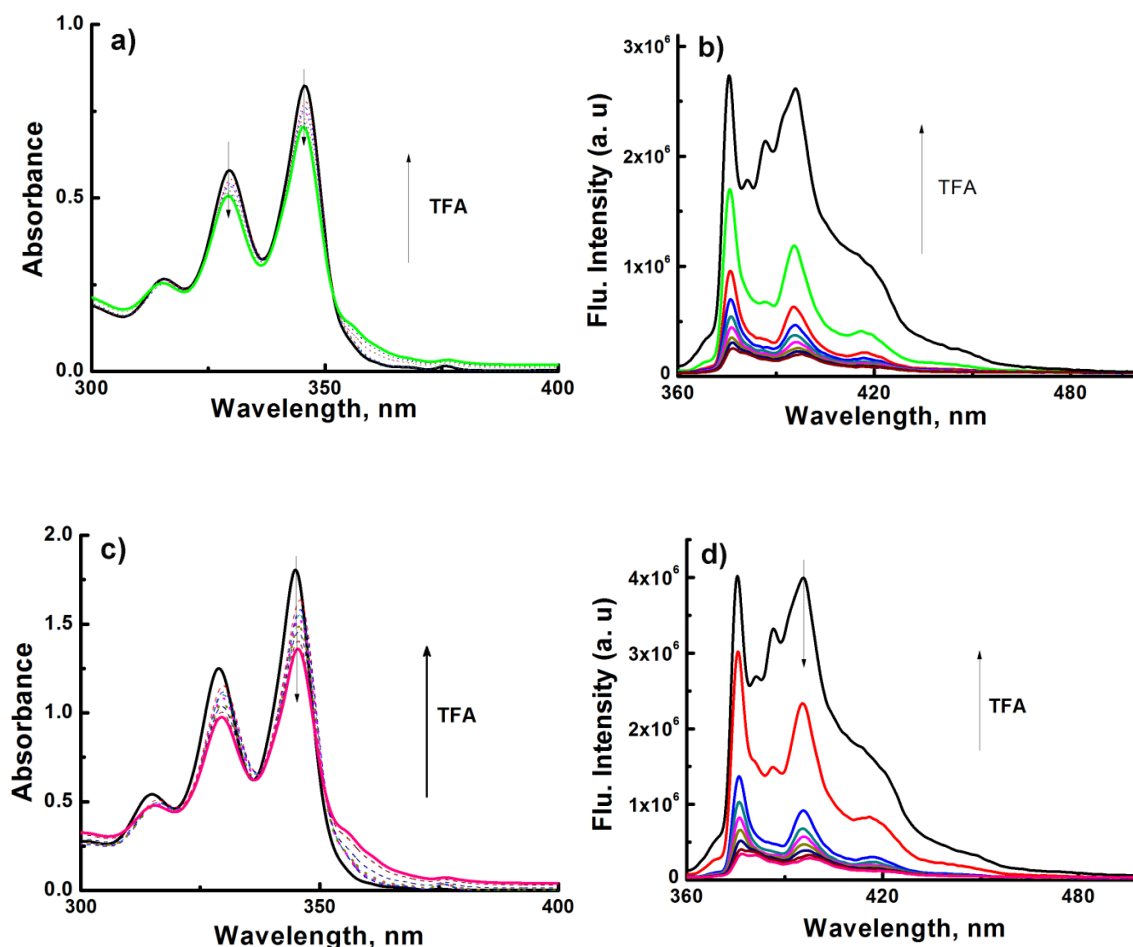 a)
1.0
0.5
0.0
300
350
400
Absorbance
Wavelength, nm
TFA
b)
3x10⁶
2x10⁶
1x10⁶
0
360
420
480
Flu. Intensity (a. u)
Wavelength, nm
TFA
c)
2.0
1.5
1.0
0.5
0.0
300
350
400
Absorbance
Wavelength, nm
TFA
d)
4x10⁶
3x10⁶
2x10⁶
1x10⁶
0
360
420
480
Flu. Intensity (a. u)
Wavelength, nm
TFA